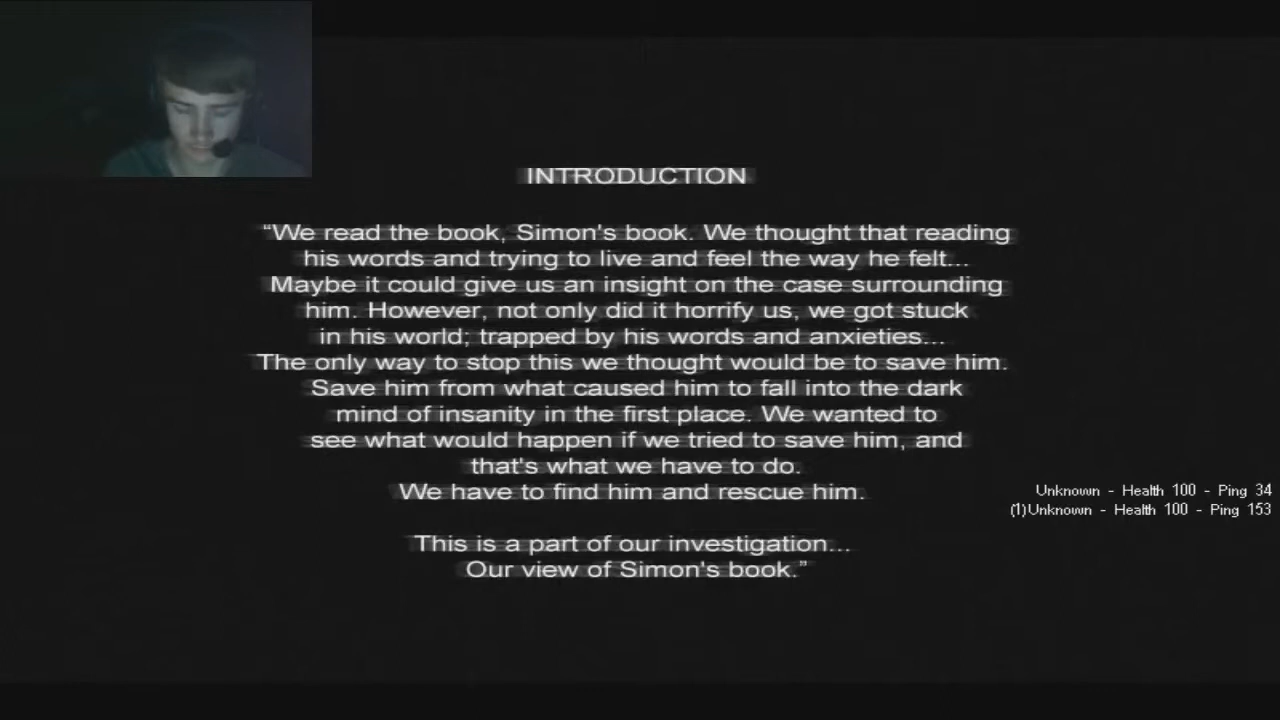 INTRODUCTION
“We read the book, Simon's book. We thought that reading
his words and trying to live and feel the way he felt...
Maybe it could give us an insight on the case surrounding
him. However, not only did it horrify us, we got stuck
in his world; trapped by his words and anxieties...
The only way to stop this we thought would be to save him.
Save him from what caused him to fall into the dark
mind of insanity in the first place. We wanted to
see what would happen if we tried to save him, and
that's what we have to do.
We have to find him and rescue him.
Unknown - Health 100 - Ping 34
(1)Unknown - Health 100 - Ping 153
This is a part of our investigation...
Our view of Simon's book.”